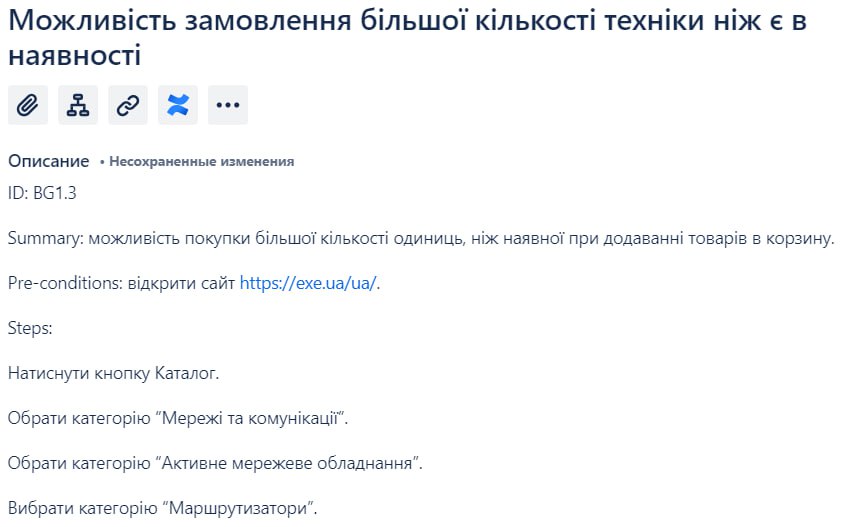 Можливість замовлення більшої кількості техніки ніж є в
наявності
Описание • Несохраненные изменения
ID: BG1.3
Summary: можливість покупки більшої кількості одиниць, ніж наявної при додаванні товарів в корзину.
Pre-conditions: відкрити сайт https://exe.ua/ua/.
Steps:
Натиснути кнопку Каталог.
Обрати категорію “Мережі та комунікації”.
Обрати категорію “Активне мережеве обладнання”.
Вибрати категорію “Маршрутизатори”.